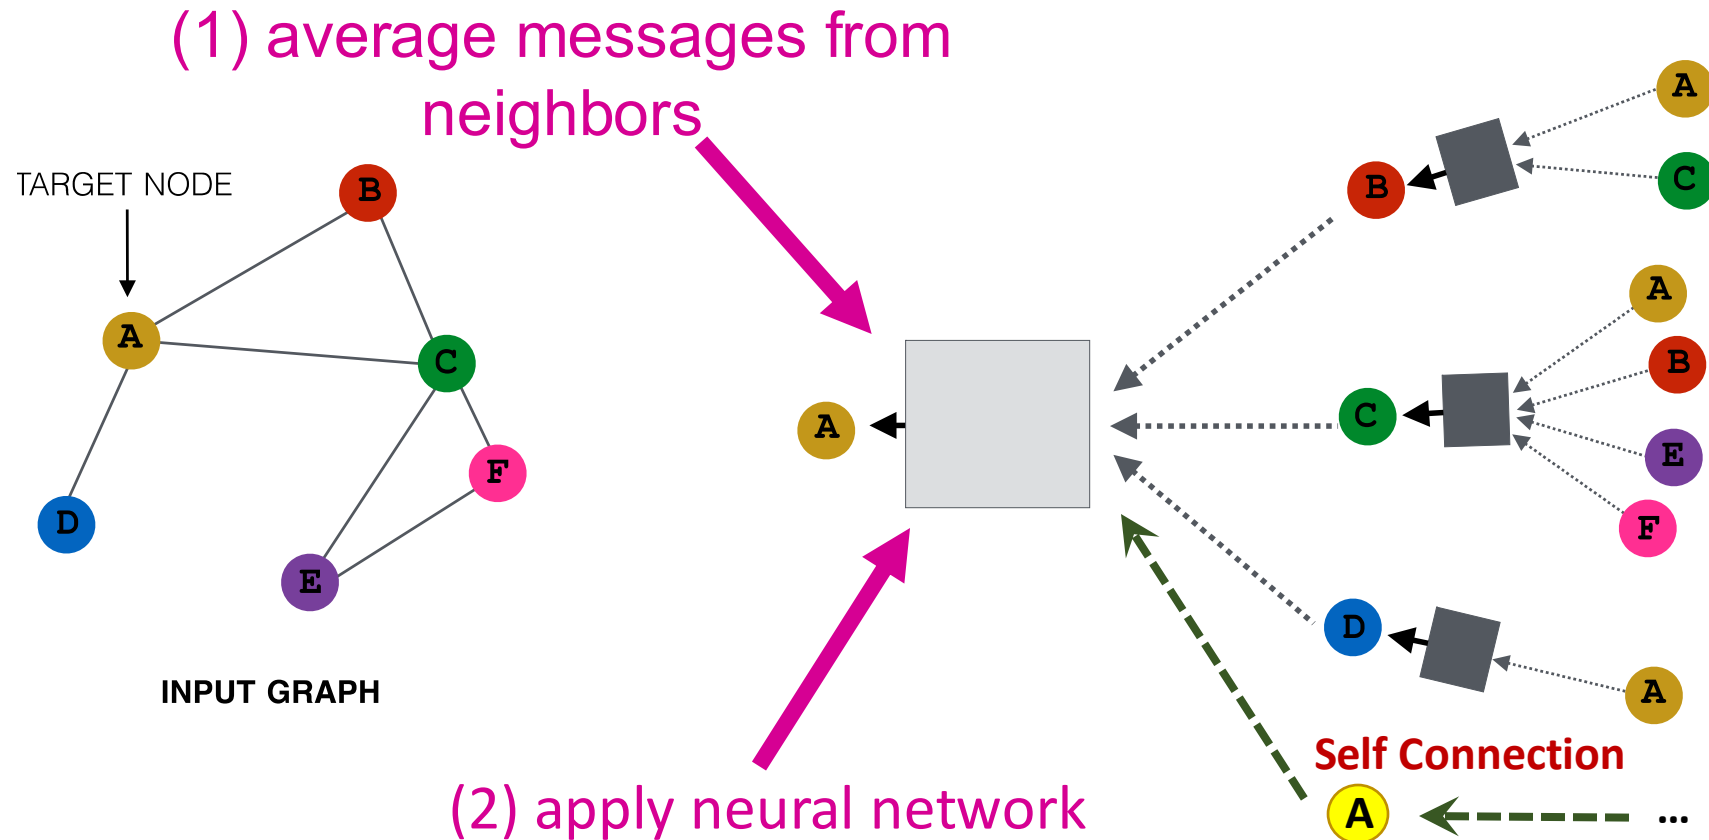 (1) average messages from
neighbors
TARGET NODE
B
A
C
F
D
E
INPUT GRAPH
A
B
A
C
C
A
B
E
F
D
A
Self Connection
A
...
(2) apply neural network